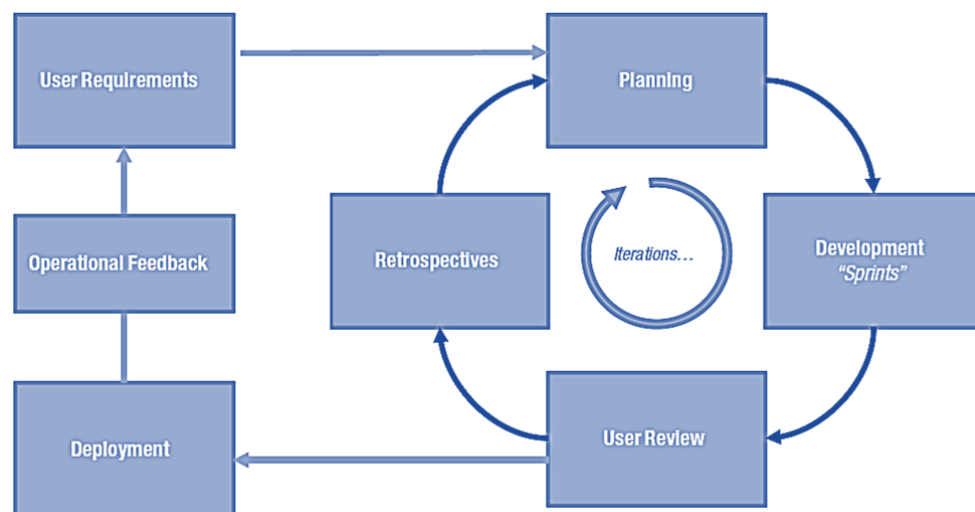 User Requirements
Planning
Operational Feedback
Retrospectives
Iterations...
Development
“Sprints”
Deployment
User Review